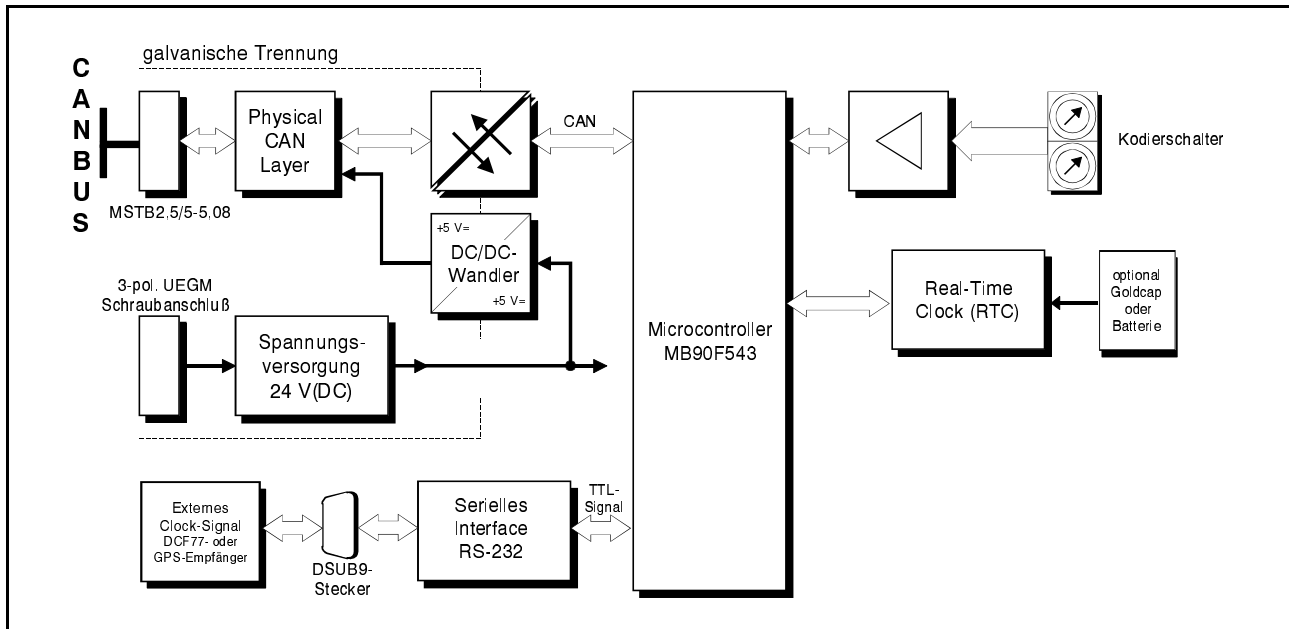 galvanische Trennung
C
A
N
B
U
S
MSTB2,5/5-5,08
Physical
CAN
Layer
CAN
+5 V=
DC/DC-
Wandler
+5 V=
3-pol. UEGM
Schraubanschluß
Spannungs-
versorgung
24 V(DC)
Externes
Clock-Signal
DCF77- oder
GPS-Empfänger
DSUB9-
Stecker
Serielles
Interface
RS-232
TTL-
Signal
Microcontroller
MB90F543
Kodierschalter
Real-Time
Clock (RTC)
optional
Goldcap
oder
Batterie